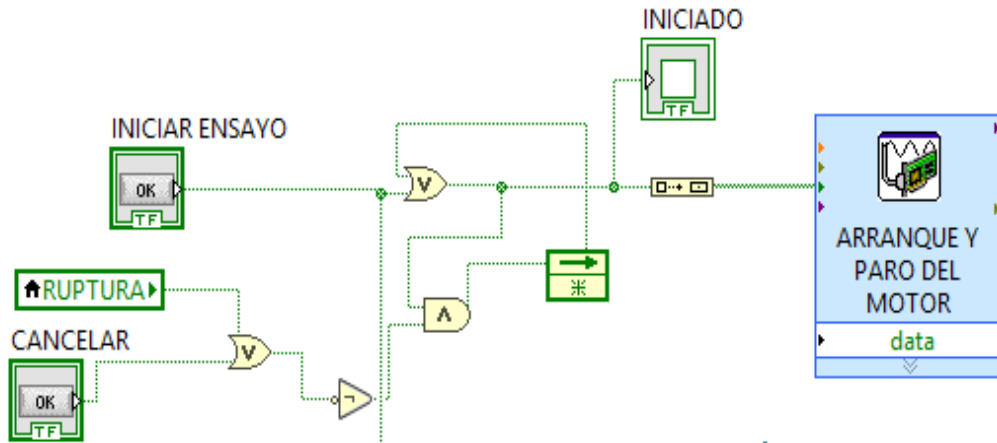 INICIADO
TF
INICIAR ENSAYO
OK
TF
V
ARRANQUE Y
PARO DEL
MOTOR
RUPTURA
Λ
data
CANCELAR
V
¬
OK
TF